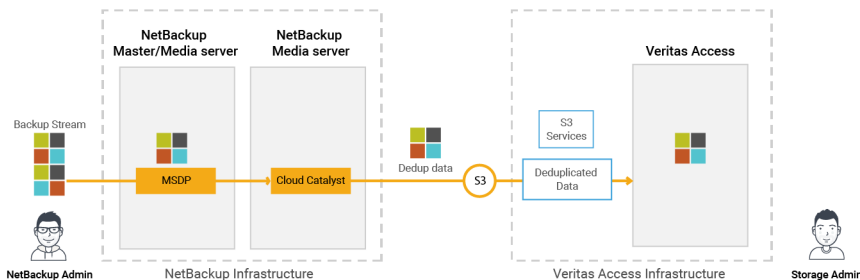 NetBackup
Master/Media server
NetBackup
Media server
Veritas Access
Backup Stream
S3
Services
Dedup data
MSDP
Cloud Catalyst
S3
Deduplicated
Data
NetBackup Admin
NetBackup Infrastructure
Veritas Access Infrastructure
Storage Admin